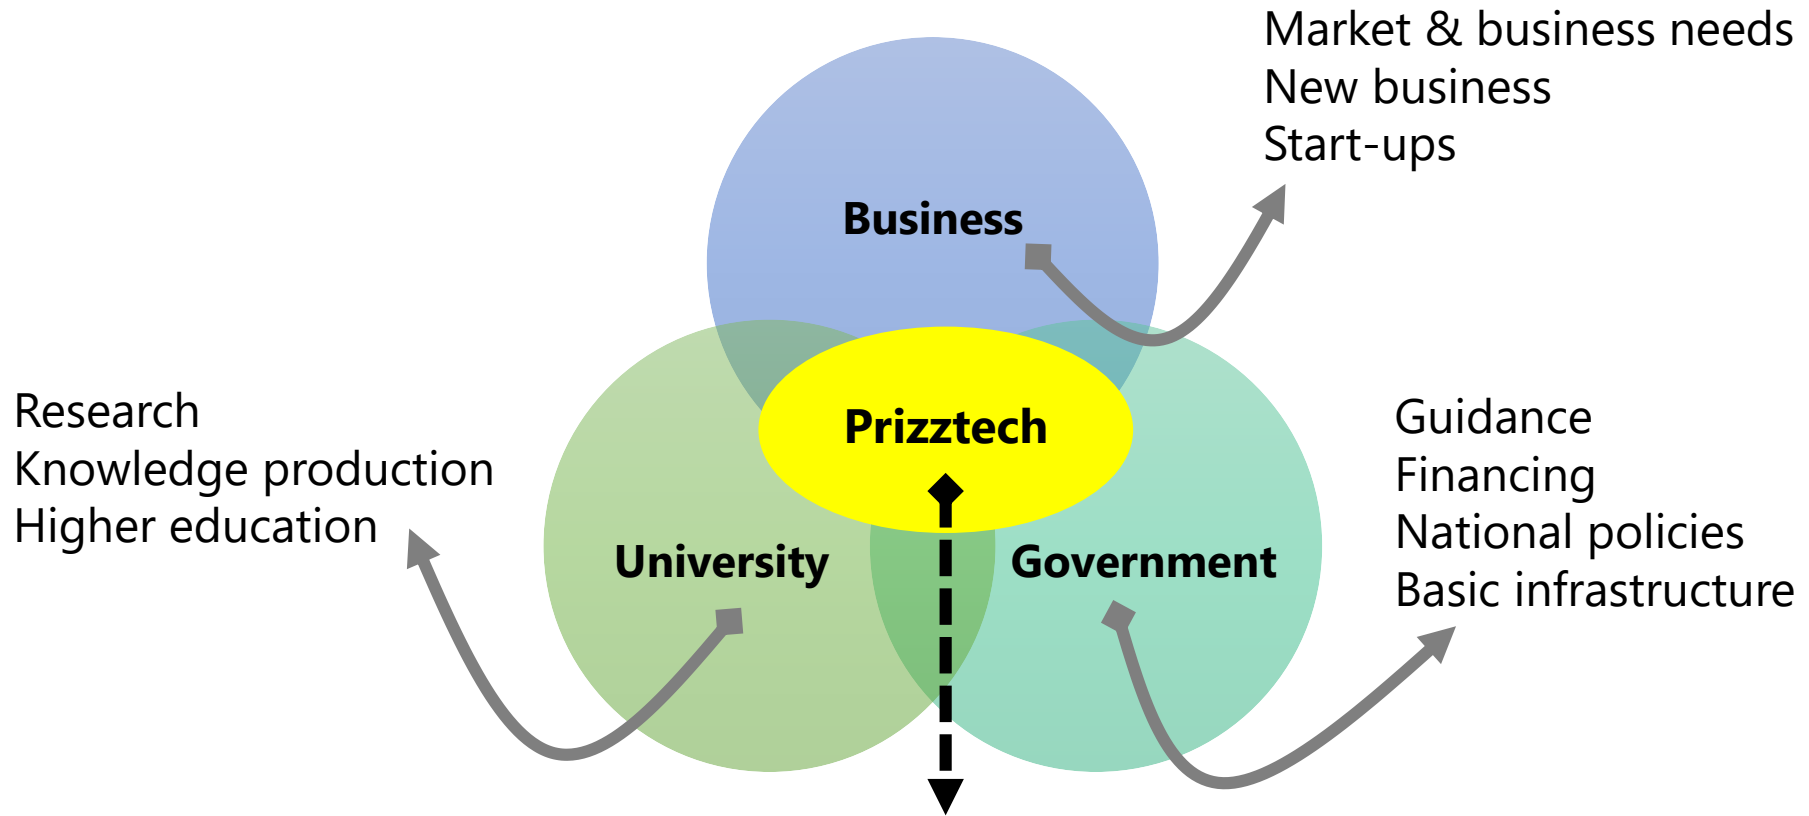 Market & business needs
New business
Start-ups
Business
Prizztech
Research
Knowledge production
Higher education
University
Government
Guidance
Financing
National policies
Basic infrastructure